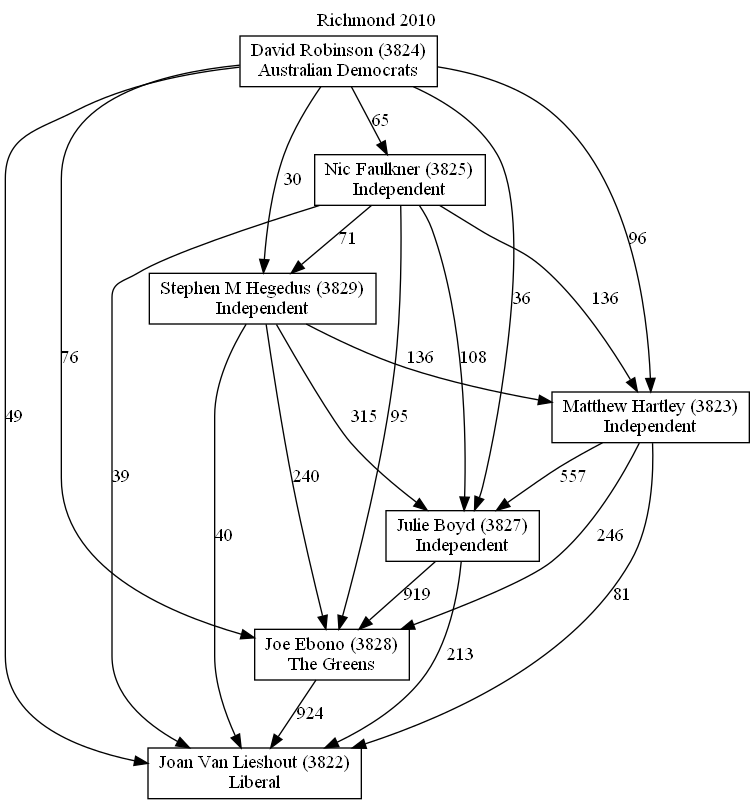 Richmond 2010
David Robinson (3824)
Australian Democrats
65
Nic Faulkner (3825)
Independent
30
71
96
Stephen M Hegedus (3829)
Independent
36
136
76
136
108
Matthew Hartley (3823)
Independent
49
315
95
39
240
557
Julie Boyd (3827)
Independent
40
246
919
81
Joe Ebono (3828)
The Greens
213
924
Joan Van Lieshout (3822)
Liberal